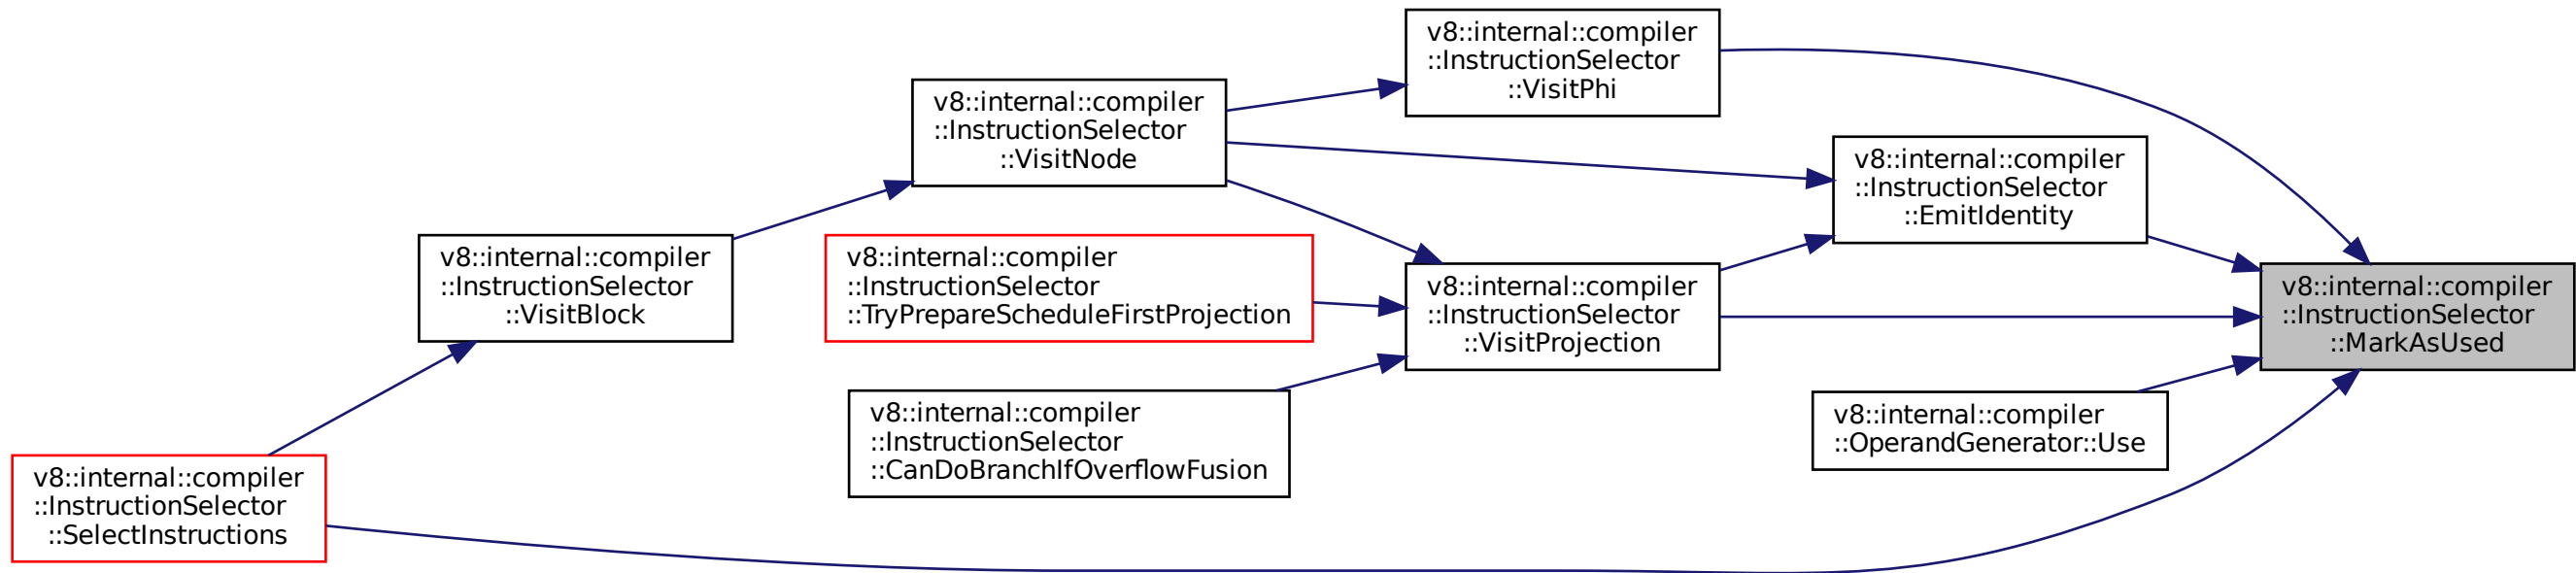 v8::internal::compiler
::InstructionSelector
::VisitPhi
v8::internal::compiler
::InstructionSelector
::VisitNode
v8::internal::compiler
::InstructionSelector
::EmitIdentity
v8::internal::compiler
::InstructionSelector
::VisitBlock
v8::internal::compiler
::InstructionSelector
::TryPrepareScheduleFirstProjection
v8::internal::compiler
::InstructionSelector
::VisitProjection
v8::internal::compiler
::InstructionSelector
::MarkAsUsed
v8::internal::compiler
::InstructionSelector
::CanDoBranchIfOverflowFusion
v8::internal::compiler
::OperandGenerator::Use
v8::internal::compiler
::InstructionSelector
::SelectInstructions